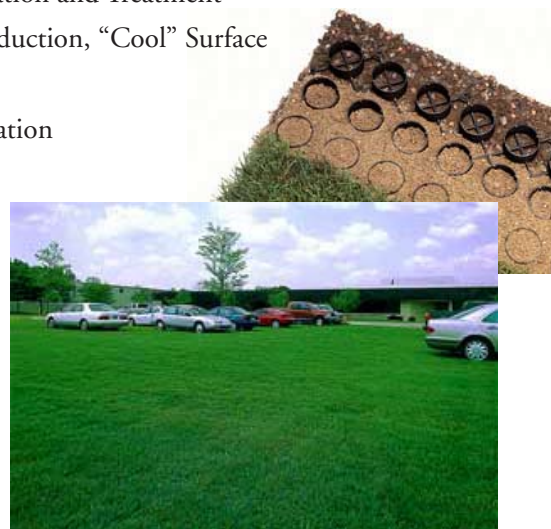 ation and Treatment
duction, “Cool” Surface
ation